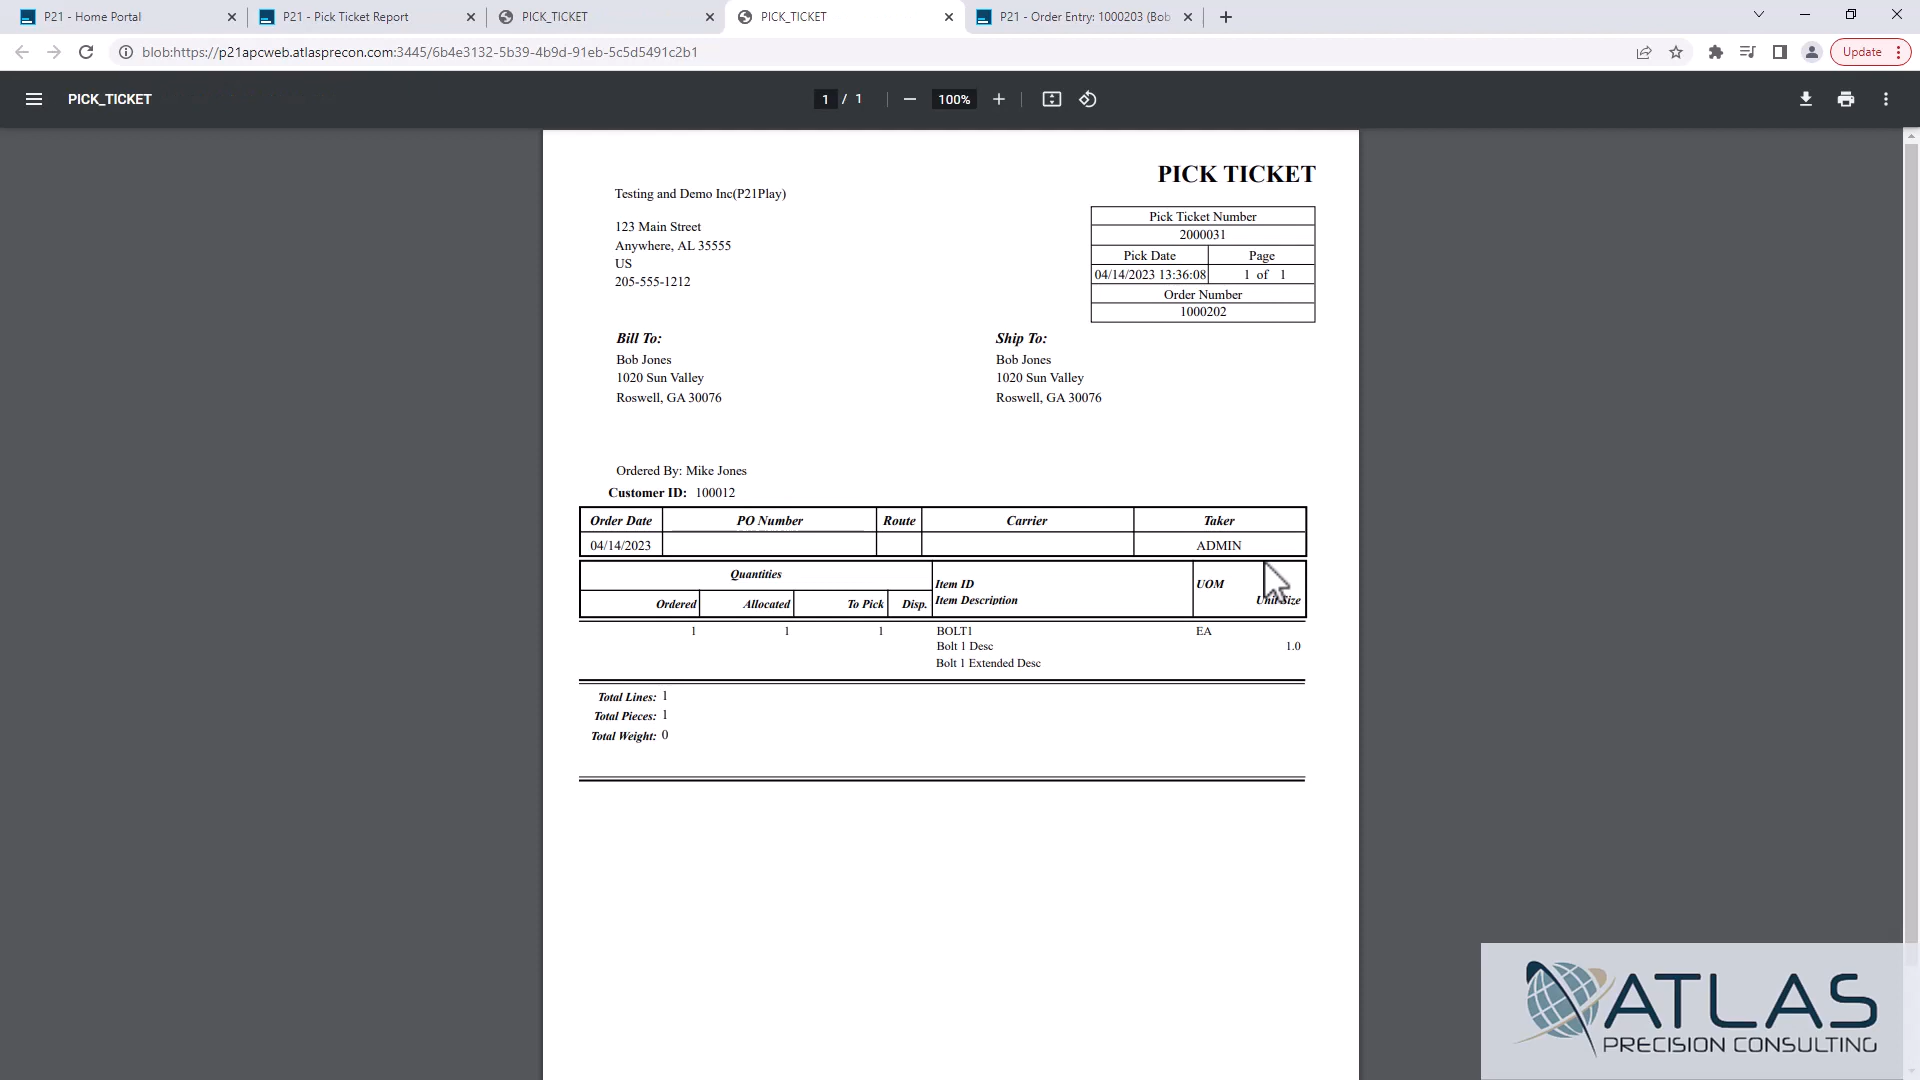 P21 - Home Portal
P21 - Pick Ticket Report
PICK_TICKET
PICK_TICKET
P21 - Order Entry: 1000203 (Bob
blob:https://p21apcweb.atlasprecon.com:3445/6b4e3132-5b39-4b9d-91eb-5c5d5491c2b1
Update
PICK_TICKET
1 / 1
100%
PICK TICKET
Testing and Demo Inc(P21Play)
123 Main Street
Anywhere, AL 35555
US
205-555-1212
Pick Ticket Number
2000031
Pick Date Page
04/14/2023 13:36:08 1 of 1
Order Number
1000202
Bill To:
Bob Jones
1020 Sun Valley
Roswell, GA 30076
Ship To:
Bob Jones
1020 Sun Valley
Roswell, GA 30076
Ordered By: Mike Jones
Customer ID: 100012
Order Date PO Number Route Carrier Taker
04/14/2023 ADMIN
Quantities
Ordered Allocated To Pick Disp.
Item ID
Item Description
UOM
Unit Size
1 1 1 BOLT1 EA
Bolt 1 Desc 1.0
Bolt 1 Extended Desc
Total Lines: 1
Total Pieces: 1
Total Weight: 0
ATLAS
PRECISION CONSULTING